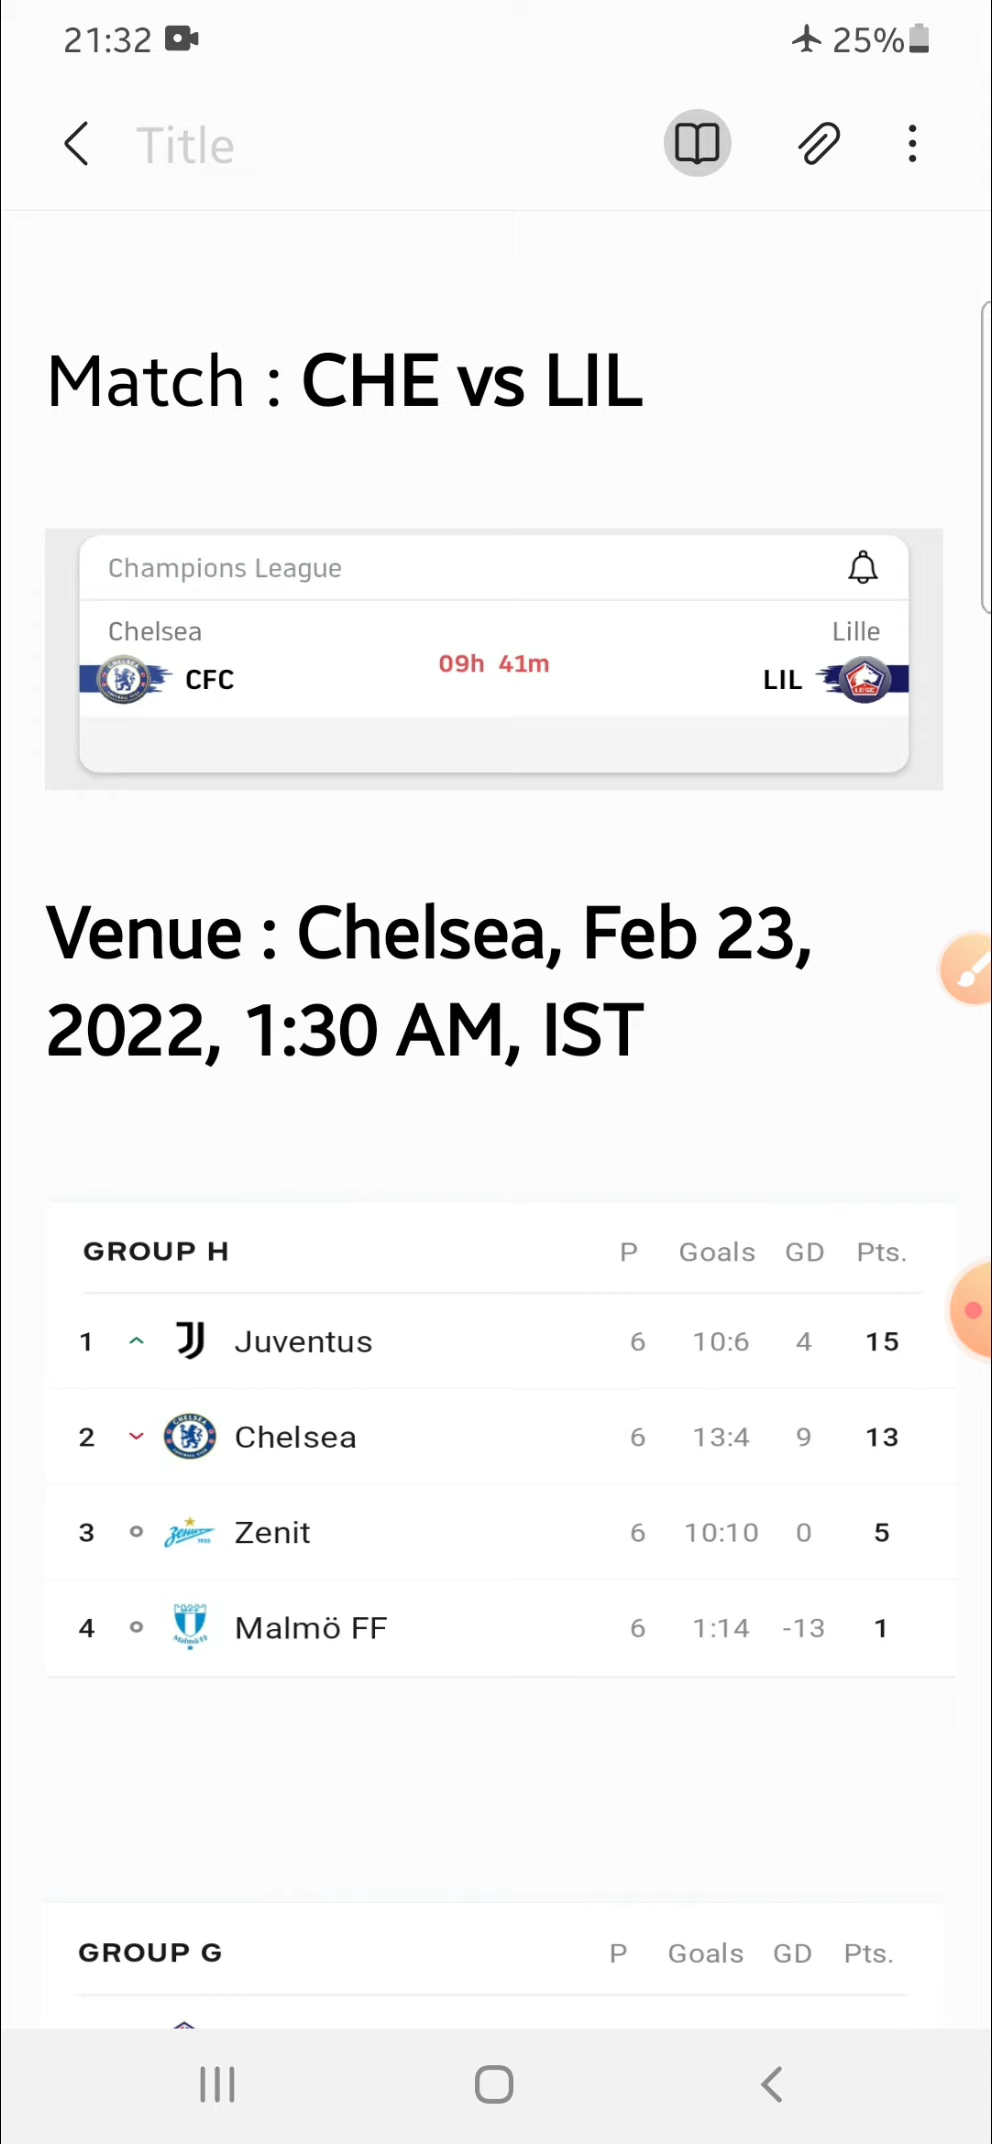 21:32 25%
Title
Match : CHE vs LIL
Champions League
Chelsea Lille
09h 41m
CFC LIL
Venue : Chelsea, Feb 23,
2022, 1:30 AM, IST
GROUP H P Goals GD Pts.
1 Juventus 6 10:6 4 15
2 Chelsea 6 13:4 9 13
3 Zenit 6 10:10 0 5
4 Malmö FF 6 1:14 -13 1
GROUP G P Goals GD Pts.